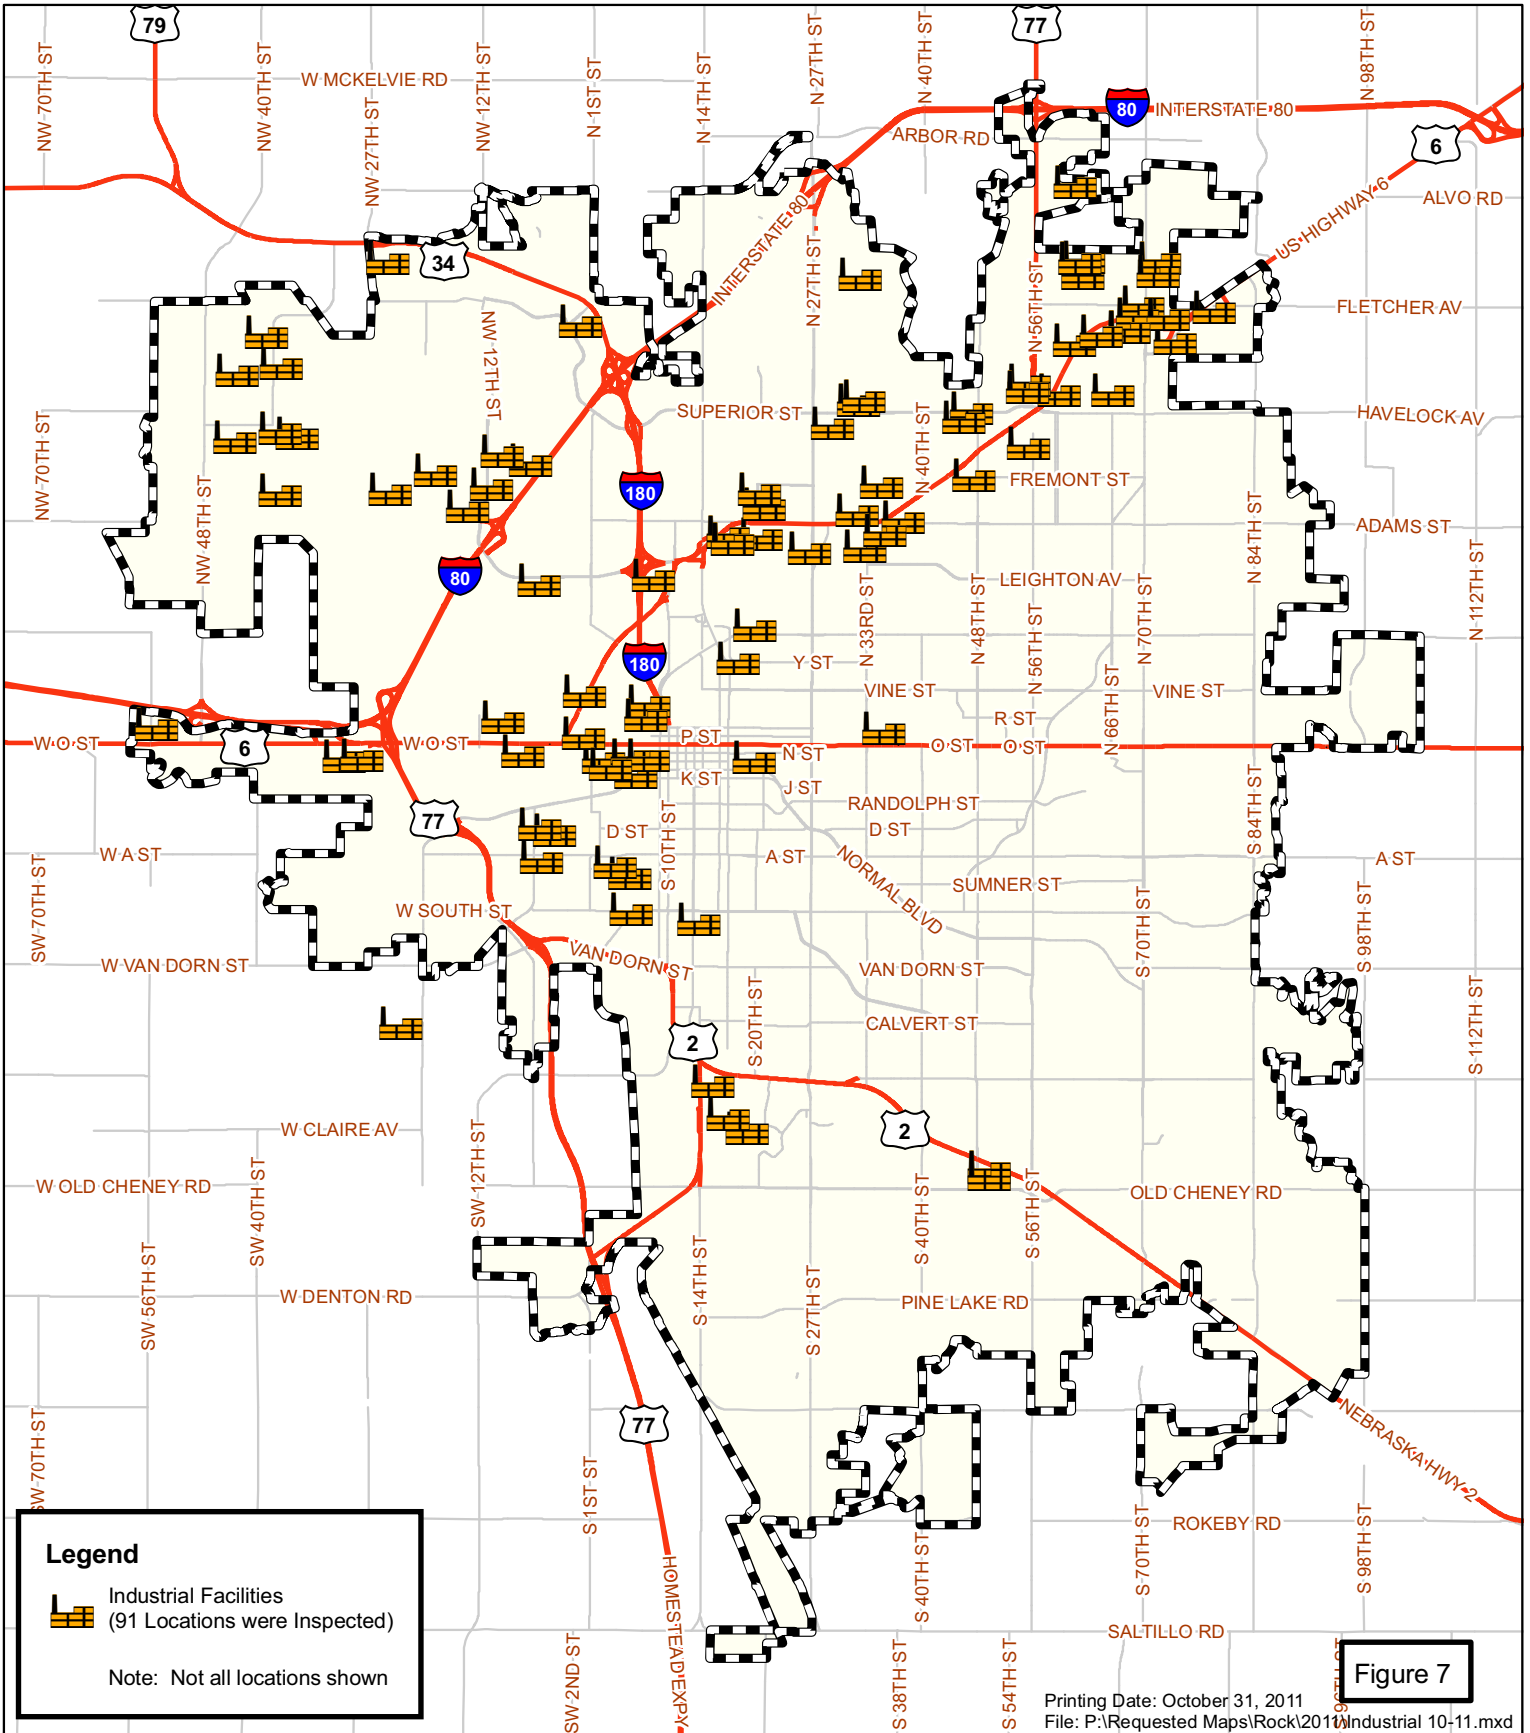 79
77
NW 70TH ST
NW 40TH ST
W MCKELVIE RD
NW 27TH ST
NW 12TH ST
N 1ST ST
N 14TH ST
N 27TH ST
N 40TH ST
N 98TH ST
80
INTERSTATE 80
ARBOR RD
6
ALVO RD
US HIGHWAY 6
34
INTERSTATE 80
N 27TH ST
N 56TH ST
FLETCHER AV
NW 12TH ST
SUPERIOR ST
N 40TH ST
HAVELOCK AV
NW 70TH ST
NW 48TH ST
180
FREMONT ST
N 84TH ST
ADAMS ST
80
LEIGHTON AV
N 33RD ST
N 48TH ST
N 56TH ST
N 70TH ST
N 112TH ST
180
Y ST
VINE ST
N 66TH ST
VINE ST
R ST
W O ST
6
W O ST
P ST
N ST
O ST
O ST
K ST
J ST
77
RANDOLPH ST
S 84TH ST
D ST
S 10TH ST
D ST
W A ST
A ST
NORMAL BLVD
A ST
SUMNER ST
SW 70TH ST
W SOUTH ST
S 70TH ST
S 98TH ST
W VAN DORN ST
VAN DORN ST
VAN DORN ST
S 20TH ST
CALVERT ST
S 112TH ST
2
2
W CLAIRE AV
SW 12TH ST
W OLD CHENEY RD
SW 40TH ST
S 40TH ST
S 56TH ST
OLD CHENEY RD
SW 56TH ST
W DENTON RD
S 14TH ST
S 27TH ST
PINE LAKE RD
77
SW 70TH ST
S 1ST ST
NEBRASKA HWY 2
ROKEBY RD
S 70TH ST
S 98TH ST
S 40TH ST
HOMESTEAD EXPY
SALTILLO RD
SW 2ND ST
S 38TH ST
S 54TH ST
Legend
Industrial Facilities
(91 Locations were Inspected)
Note: Not all locations shown
Figure 7
Printing Date: October 31, 2011
File: P:\Requested Maps\Rock\2011\Industrial 10-11.mxd